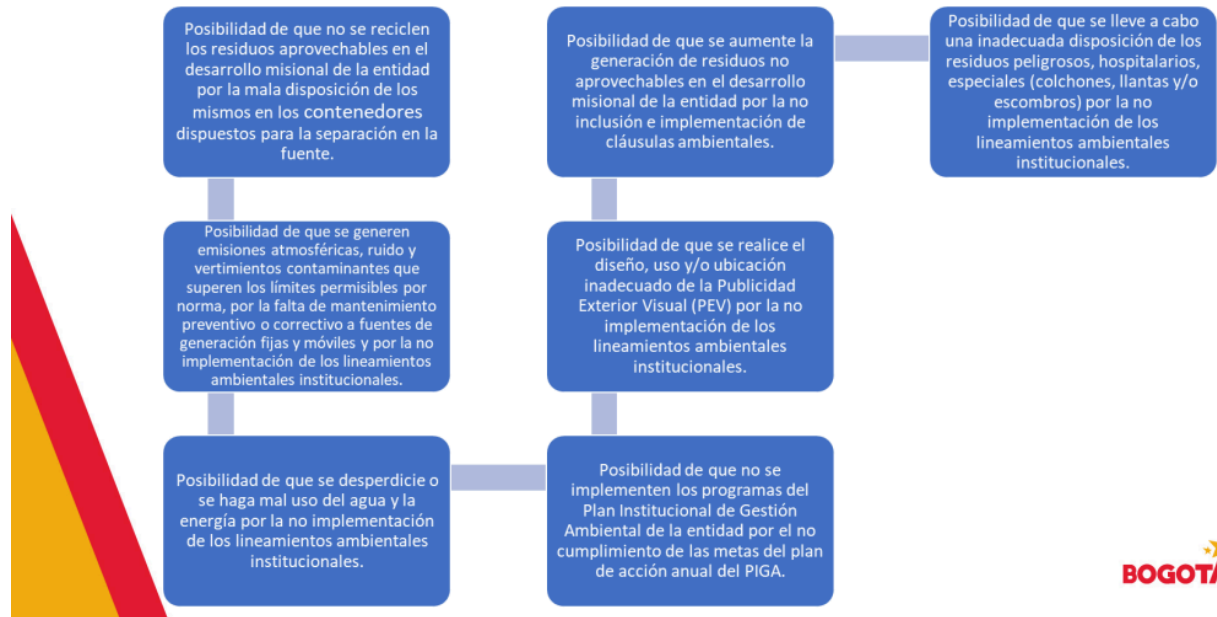 Posibilidad de que no se reciclen
los residuos aprovechables en el
desarrollo misional de la entidad
por la mala disposición de los
mismos en los contenedores
dispuestos para la separación en la
fuente.
Posibilidad de que se generen
emisiones atmosféricas, ruido y
vertimientos contaminantes que
superen los límites permisibles por
norma, por la falta de mantenimiento
preventivo o correctivo a fuentes de
generación fijas y móviles y por la no
implementación de los lineamientos
ambientales institucionales.
Posibilidad de que se desperdicie o
se haga mal uso del agua y la
energía por la no implementación
de los lineamientos ambientales
institucionales.
Posibilidad de que no se
implementen los programas del
Plan Institucional de Gestión
Ambiental de la entidad por el no
cumplimiento de las metas del plan
de acción anual del PIGA.
Posibilidad de que se realice el
diseño, uso y/o ubicación
inadecuado de la Publicidad
Exterior Visual (PEV) por la no
implementación de los
lineamientos ambientales
institucionales.
Posibilidad de que se aumente la
generación de residuos no
aprovechables en el desarrollo
misional de la entidad por la no
inclusión e implementación de
cláusulas ambientales.
Posibilidad de que se lleve a cabo
una inadecuada disposición de los
residuos peligrosos, hospitalarios,
especiales (colchones, llantas y/o
escombros) por la no
implementación de los
lineamientos ambientales
institucionales.
BOGOTÁ